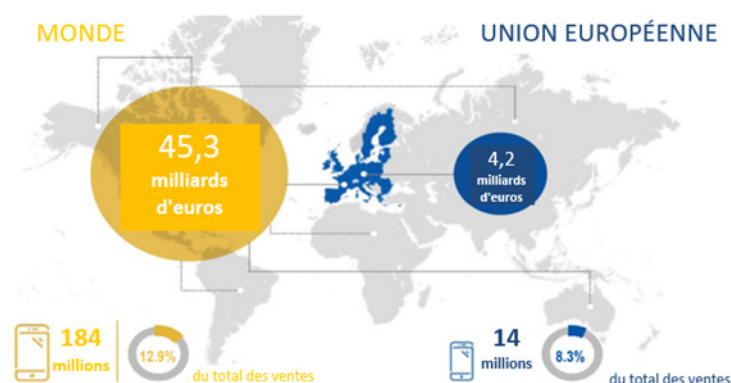 MONDE
UNION EUROPÉENNE
45,3
milliards
d'euros
4,2
milliards
d'euros
184
millions
12.9%
du total des ventes
14
millions
8.3%
du total des ventes